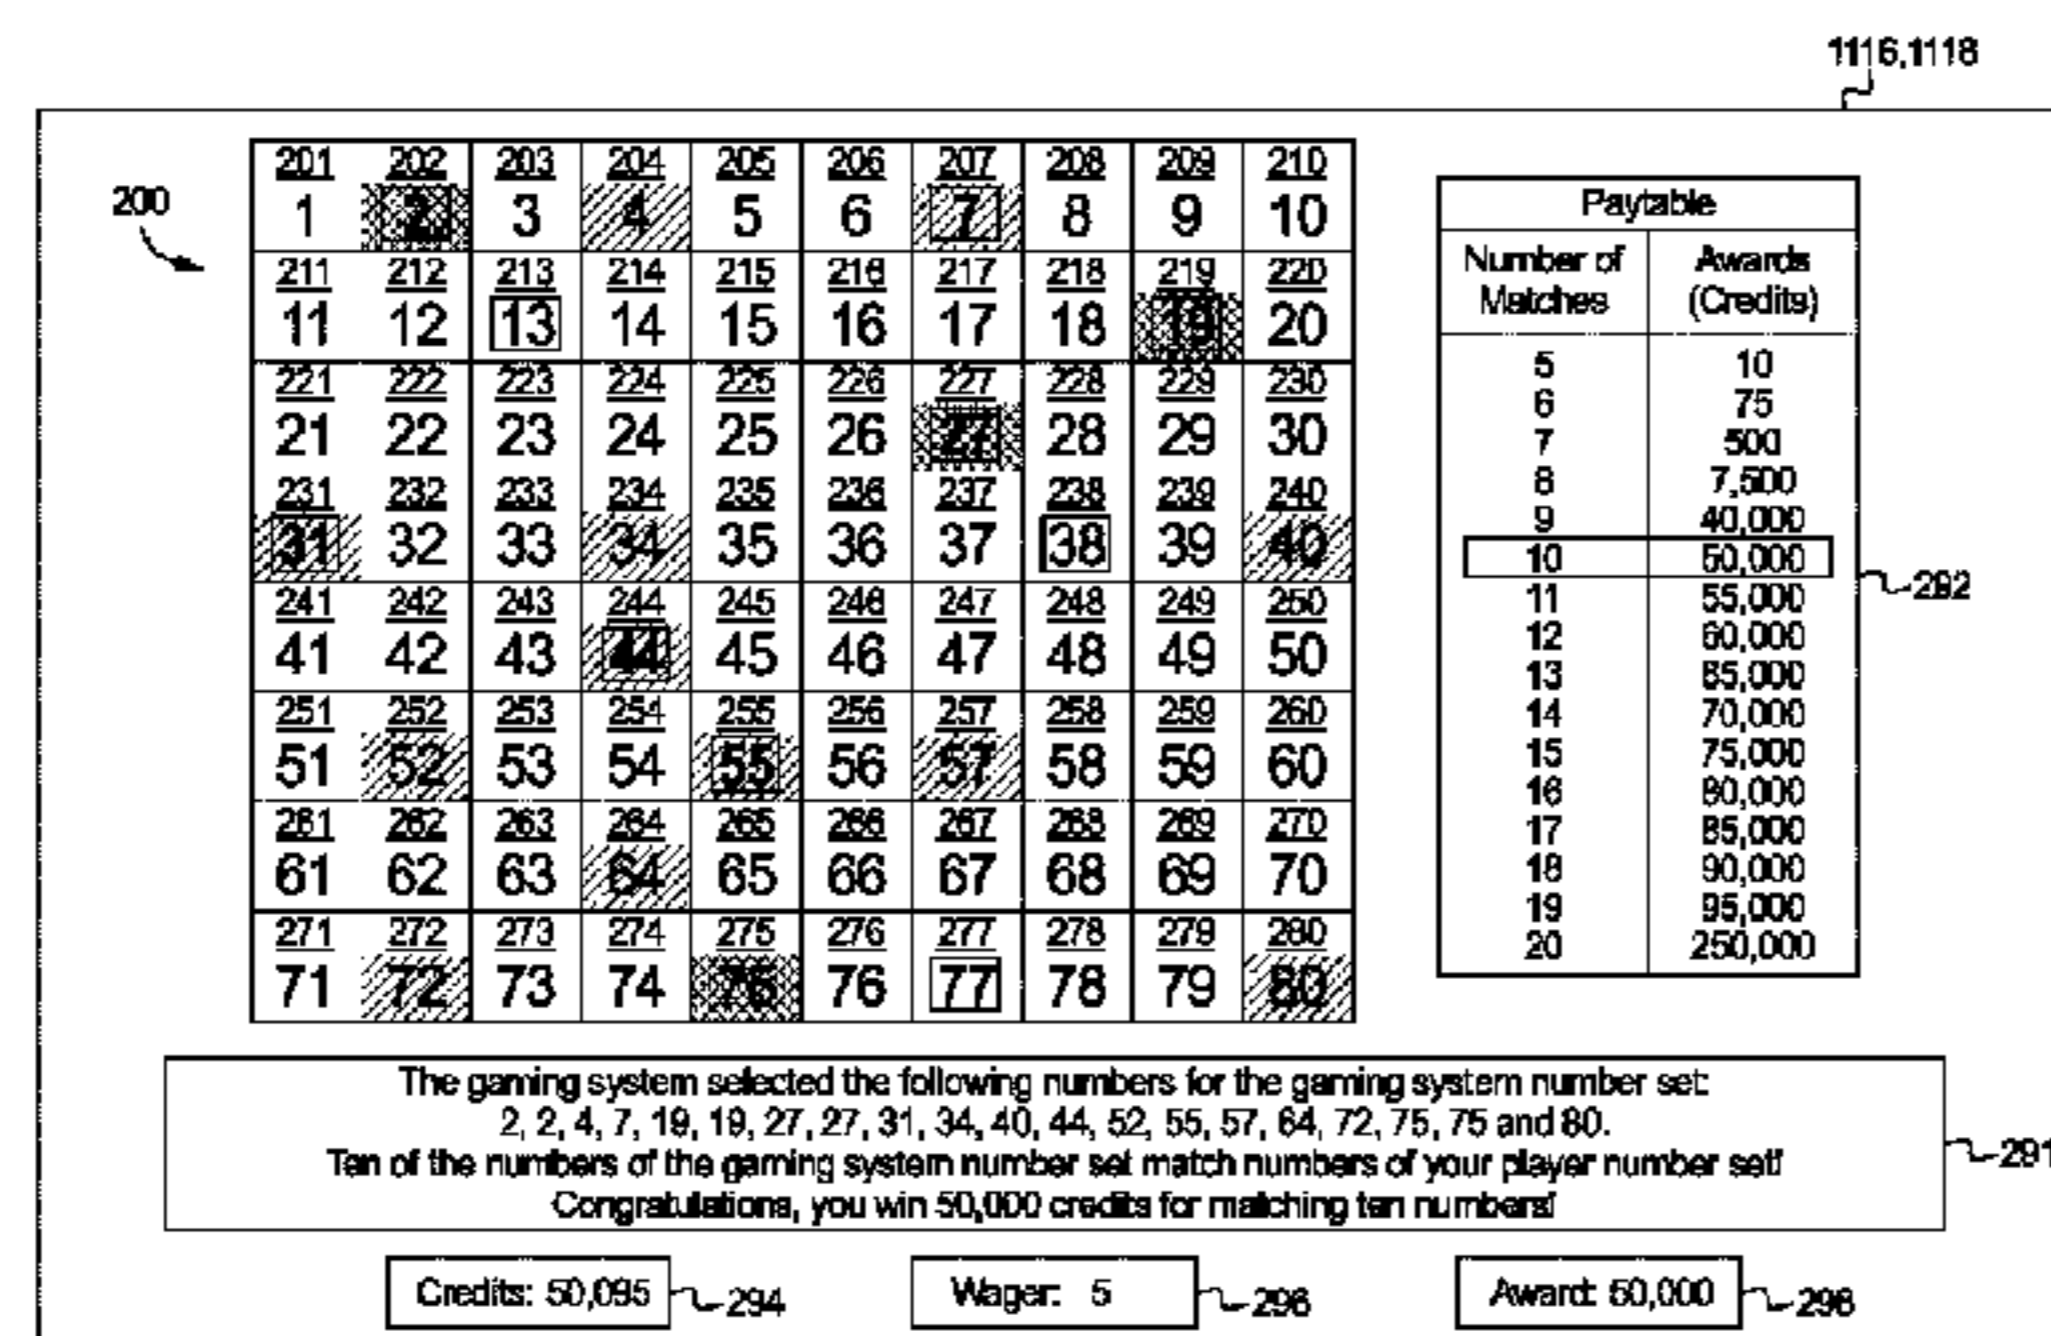 1116,1118
200
201 202 203 204 205 206 207 208 209 210
1 2 3 4 5 6 7 8 9 10
211 212 213 214 215 216 217 218 219 220
11 12 13 14 15 16 17 18 19 20
221 222 223 224 225 226 227 228 229 230
21 22 23 24 25 26 27 28 29 30
231 232 233 234 235 236 237 238 239 240
31 32 33 34 35 36 37 38 39 40
241 242 243 244 245 246 247 248 249 250
41 42 43 44 45 46 47 48 49 50
251 252 253 254 255 256 257 258 259 260
51 52 53 54 55 56 57 58 59 60
261 262 263 264 265 266 267 268 269 270
61 62 63 64 65 66 67 68 69 70
271 272 273 274 275 276 277 278 279 280
71 72 73 74 75 76 77 78 79 80
Paytable
Number of Matches Awards (Credits)
5 10
6 75
7 500
8 7,500
9 40,000
10 50,000
11 55,000
12 60,000
13 65,000
14 70,000
15 75,000
16 80,000
17 85,000
18 90,000
19 95,000
20 250,000
292
The gaming system selected the following numbers for the gaming system number set:
2, 2, 4, 7, 19, 19, 27, 27, 31, 34, 40, 44, 52, 55, 57, 64, 72, 75, 75 and 80.
Ten of the numbers of the gaming system number set match numbers of your player number set!
Congratulations, you win 50,000 credits for matching ten numbers!
291
Credits: 50,095
294
Wager: 5
296
Award: 50,000
298